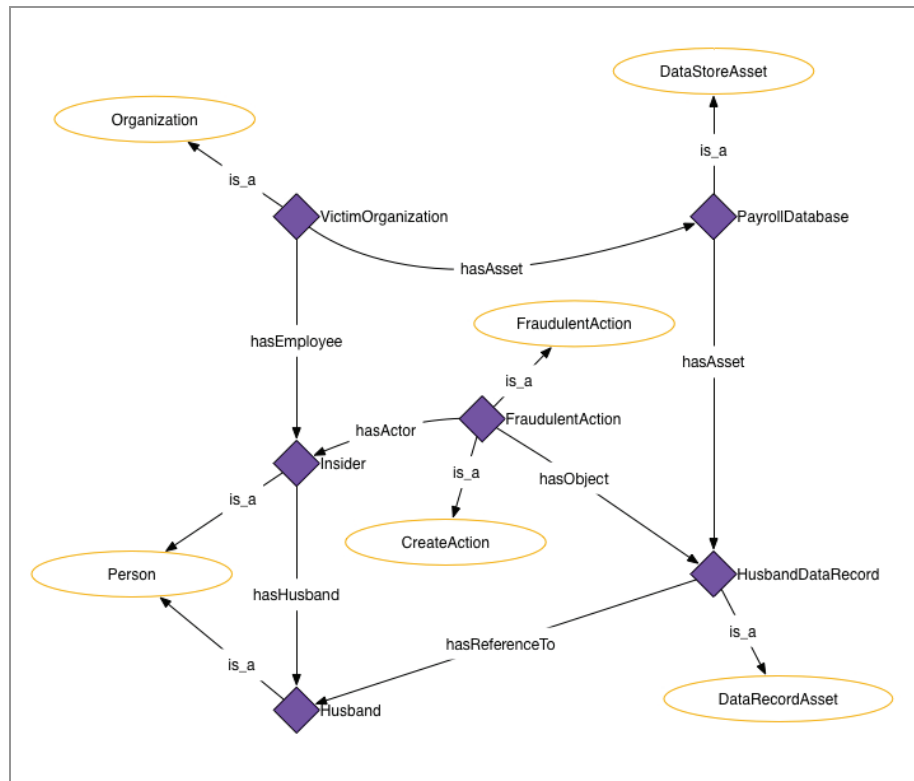 DataStoreAsset
Organization
is_a
is_a
VictimOrganization
PayrollDatabase
hasAsset
FraudulentAction
hasEmployee
hasAsset
is_a
FraudulentAction
hasActor
Insider
is_a
hasObject
is_a
CreateAction
Person
HusbandDataRecord
hasHusband
is_a
hasReferenceTo
is_a
DataRecordAsset
Husband